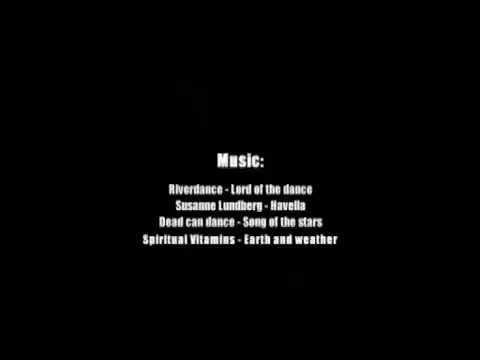 Music:
Riverdance - Lord of the dance
Susanne Lundberg - Havella
Dead can dance - Song of the stars
Spiritual Vitamins - Earth and weather